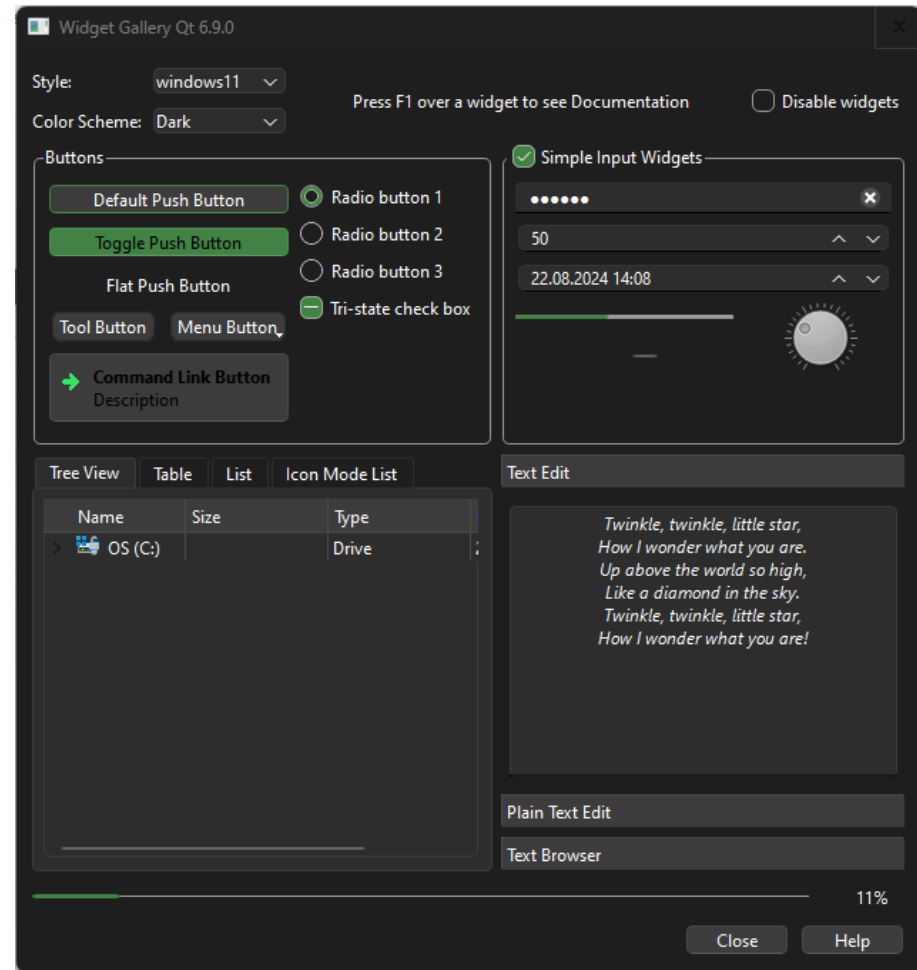 Widget Gallery Qt 6.9.0
Style: windows11
Press F1 over a widget to see Documentation
Disable widgets
Color Scheme: Dark
Buttons
Default Push Button
Toggle Push Button
Flat Push Button
Tool Button Menu Button
Command Link Button
Description
Radio button 1
Radio button 2
Radio button 3
Tri-state check box
Simple Input Widgets
••••••
50
22.08.2024 14:08
Tree View Table List Icon Mode List
Name Size Type
OS (C:) Drive
Text Edit
Twinkle, twinkle, little star,
How I wonder what you are.
Up above the world so high,
Like a diamond in the sky.
Twinkle, twinkle, little star,
How I wonder what you are!
Plain Text Edit
Text Browser
11%
Close Help